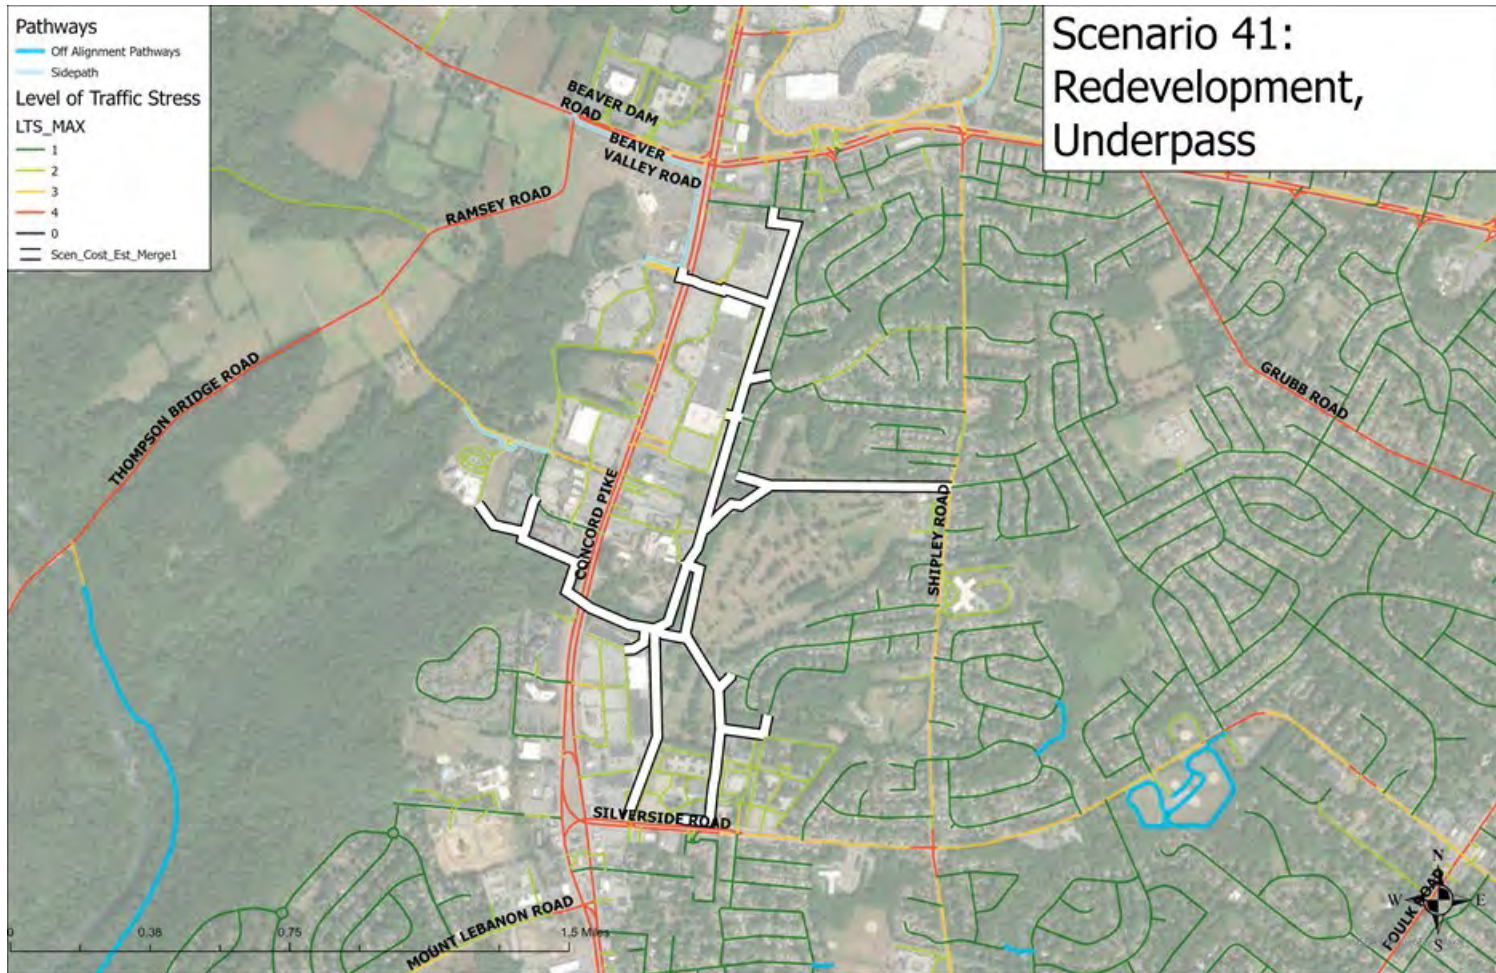 Pathways
Off Alignment Pathways
Sidepath
Level of Traffic Stress
LTS_MAX
1
2
3
4
0
Scen_Cost_Est_Merge1
Scenario 41:
Redevelopment,
Underpass
BEAVER DAM
ROAD
BEAVER
VALLEY ROAD
RAMSEY ROAD
THOMPSON BRIDGE ROAD
GRUBB ROAD
CONCORD PIKE
SHIPLEY ROAD
SILVERSIDE ROAD
MOUNT LEBANON ROAD
FOULK ROAD
N
W
E
S
0
0.38
0.75
1.5 Miles